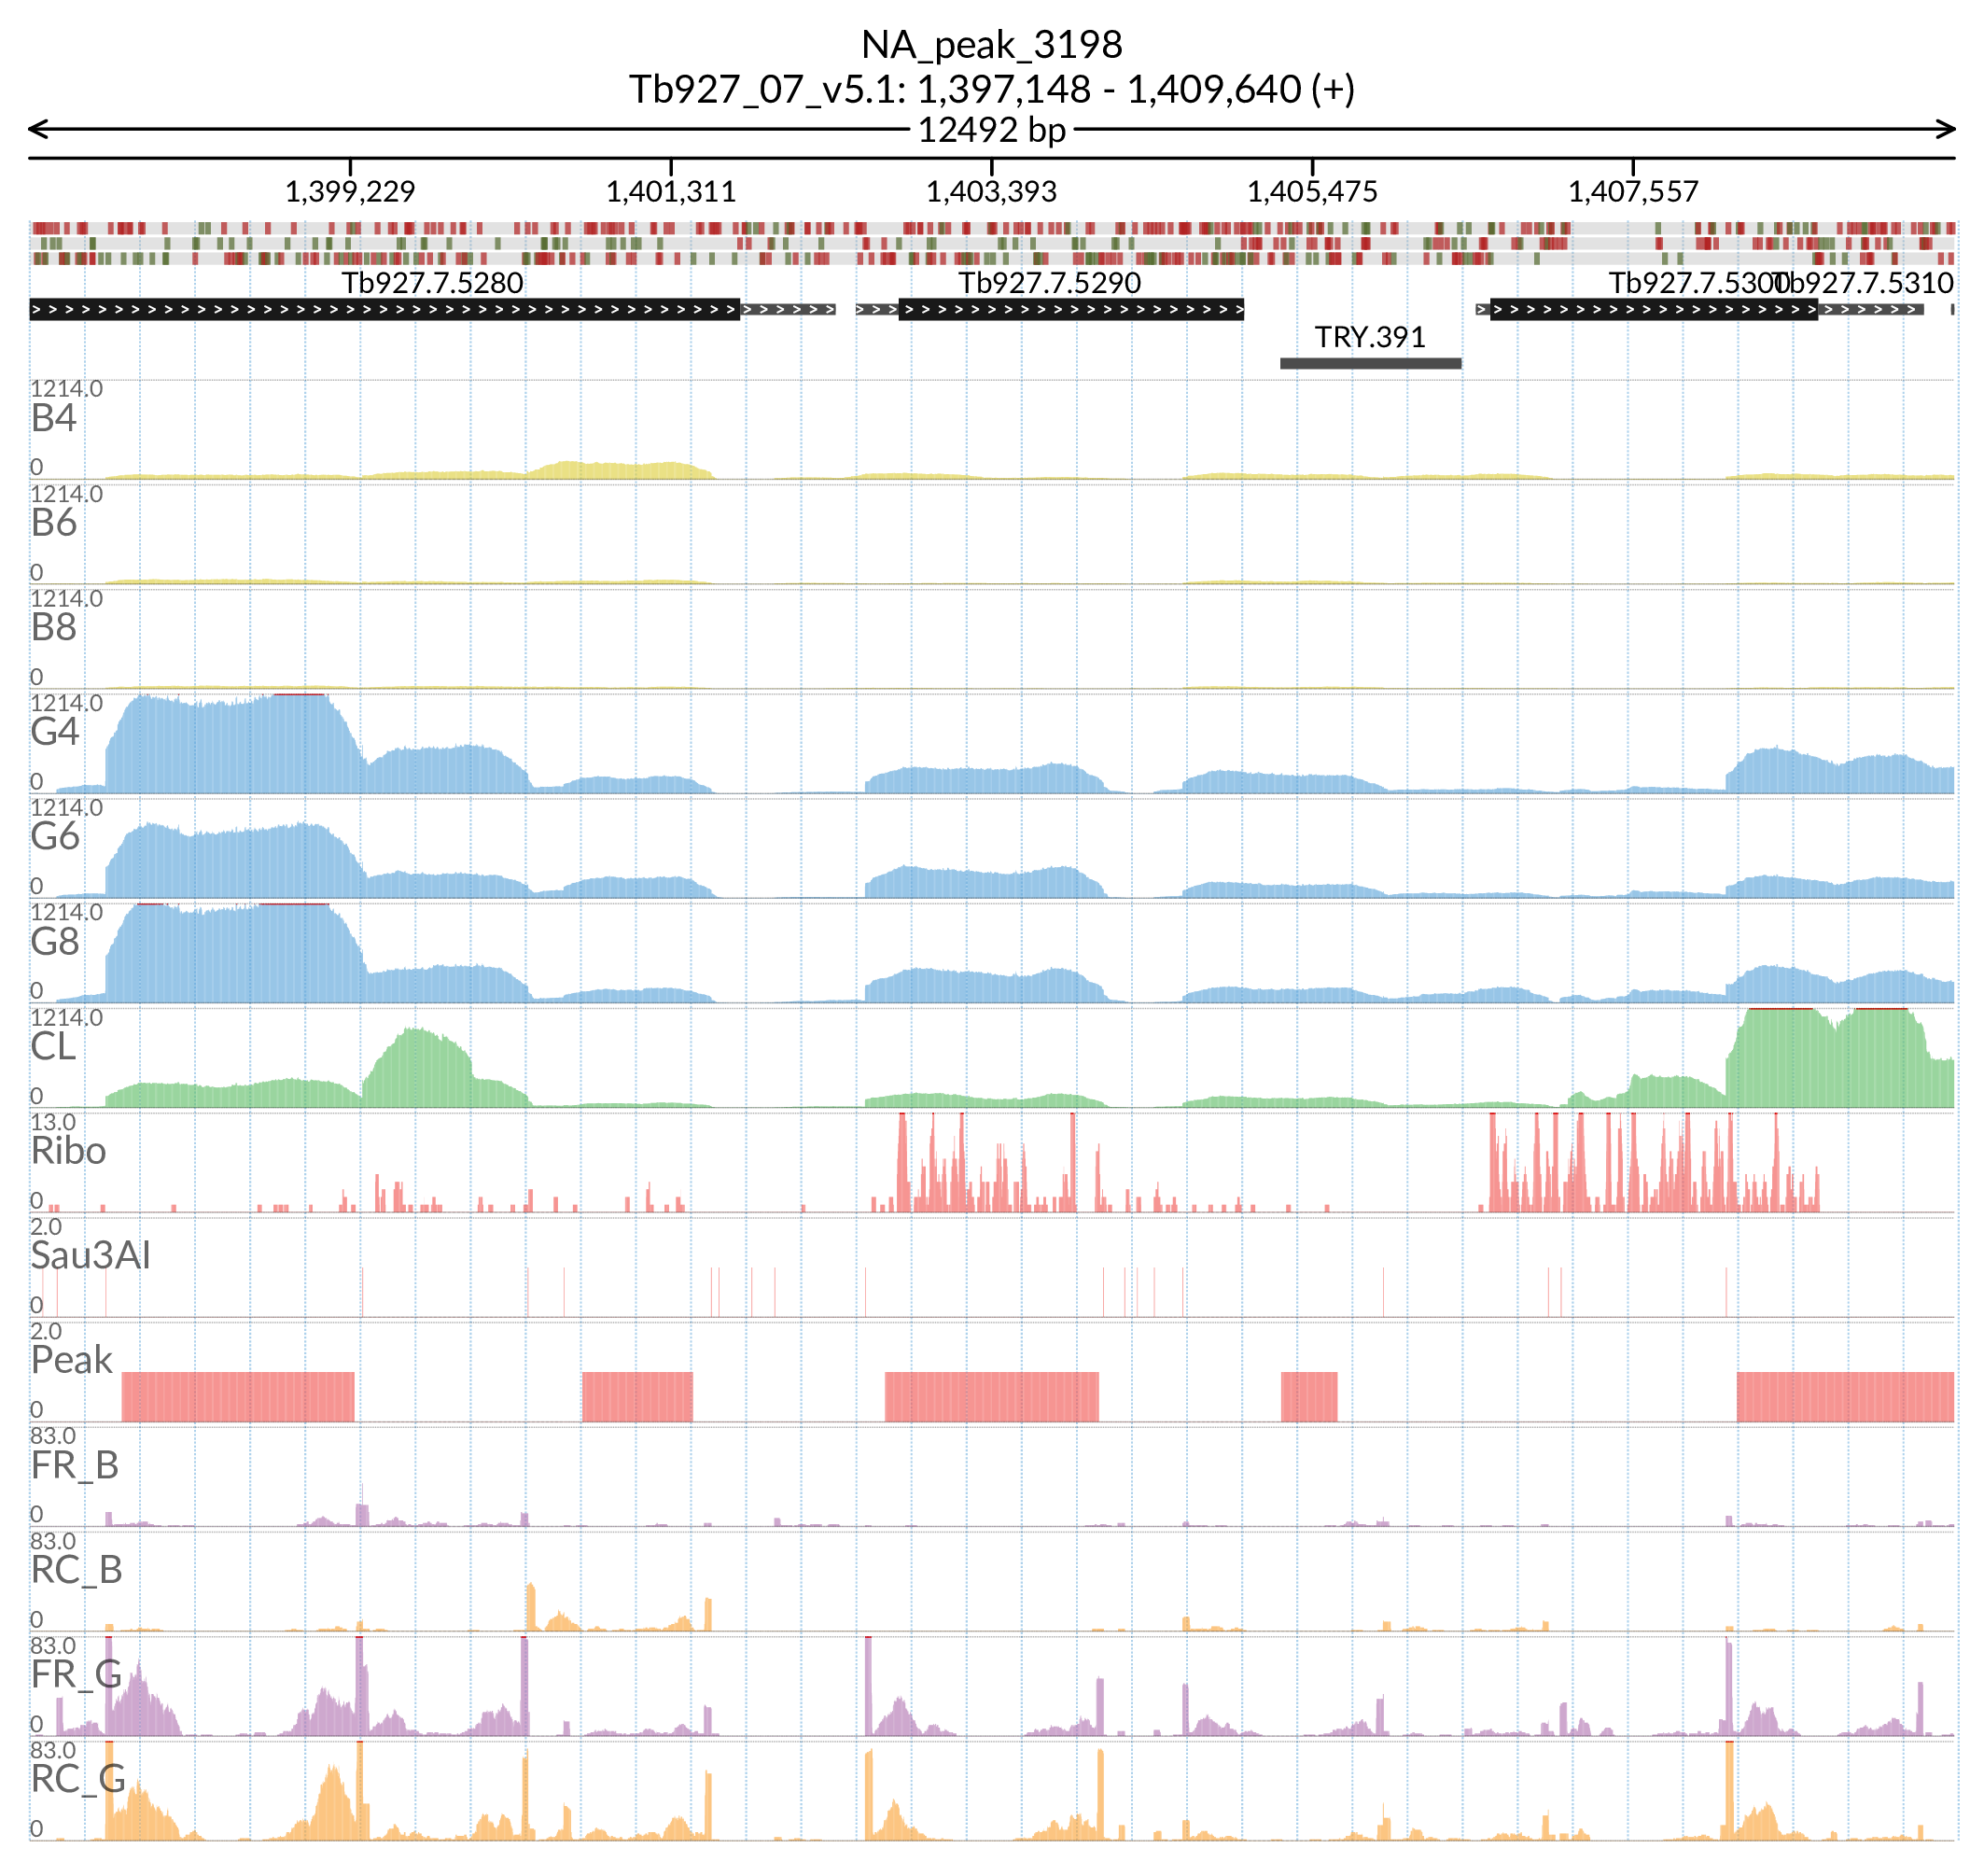 NA_peak_3198
Tb927_07_v5.1: 1,397,148 - 1,409,640 (+)
12492 bp
1,399,229 1,401,311 1,403,393 1,405,475 1,407,557
Tb927.7.5280 Tb927.7.5290 Tb927.7.5300 Tb927.7.5310
TRY.391
1214.0
B4
0
1214.0
B6
0
1214.0
B8
0
1214.0
G4
0
1214.0
G6
0
1214.0
G8
0
1214.0
CL
0
13.0
Ribo
0
2.0
Sau3AI
0
2.0
Peak
0
83.0
FR_B
0
83.0
RC_B
0
83.0
FR_G
0
83.0
RC_G
0